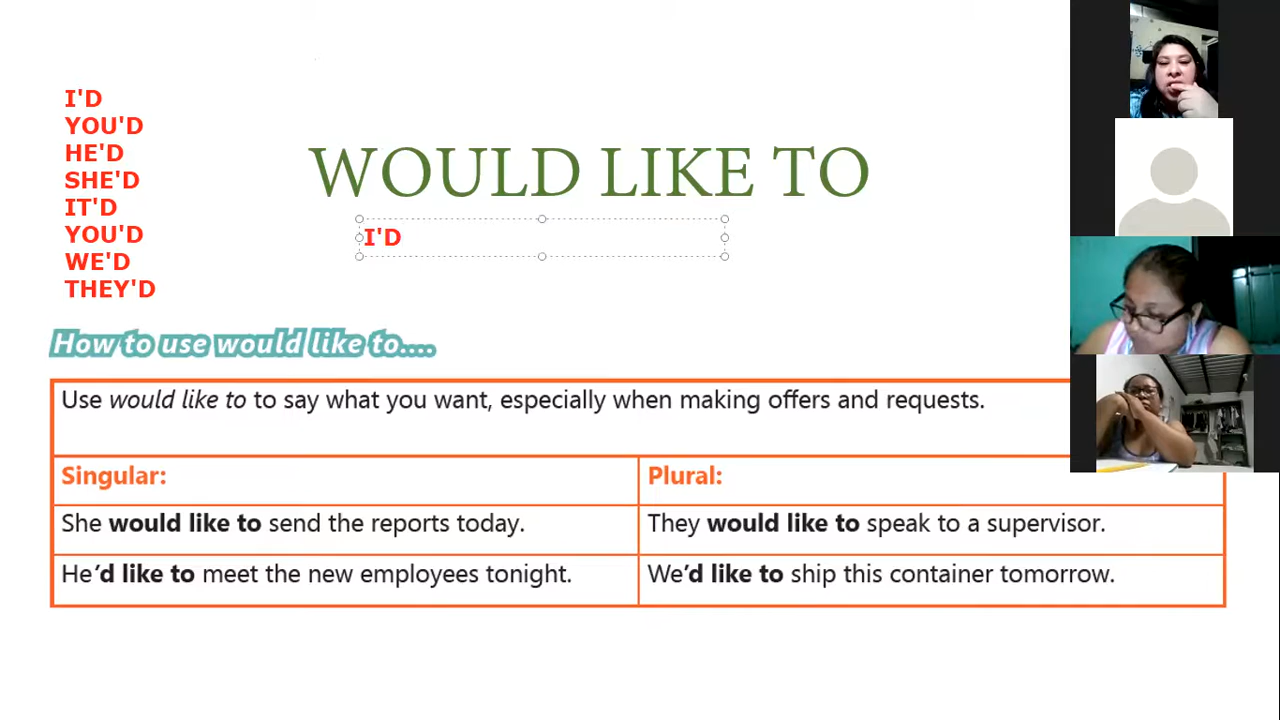 I'D
YOU'D
HE'D
SHE'D
IT'D
YOU'D
WE'D
THEY'D
WOULD LIKE TO
I'D
How to use would like to....
Use would like to to say what you want, especially when making offers and requests.
Singular:
Plural:
She would like to send the reports today.
They would like to speak to a supervisor.
He'd like to meet the new employees tonight.
We'd like to ship this container tomorrow.